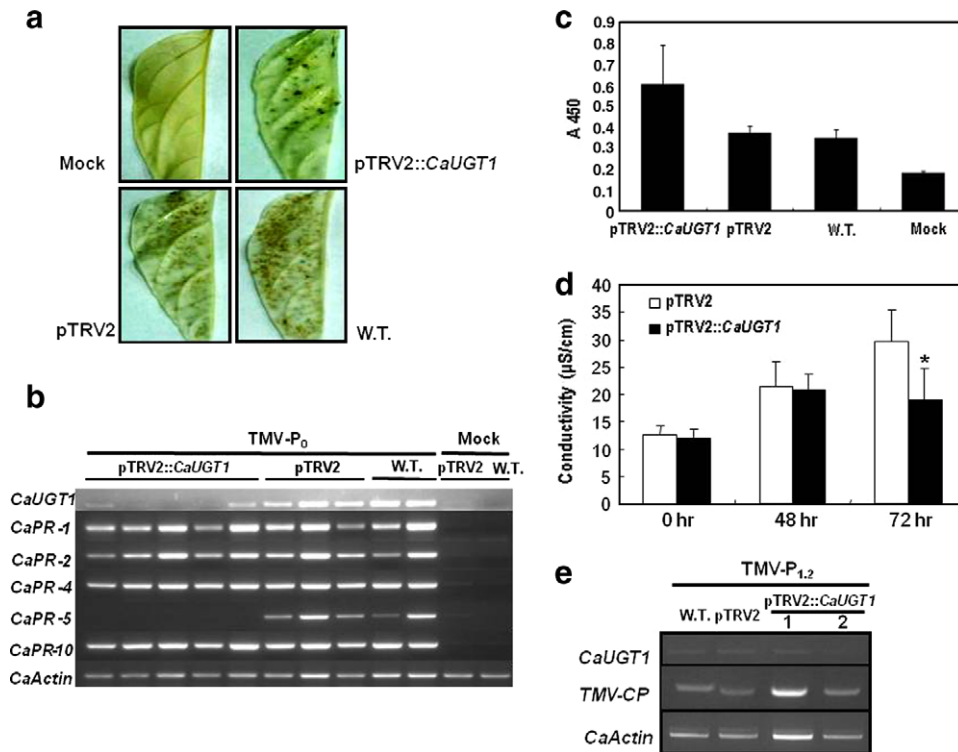 a
Mock
pTRV2::CaUGT1
pTRV2
W.T.
b
TMV-P₀
Mock
pTRV2::CaUGT1
pTRV2
W.T.
pTRV2
W.T.
CaUGT1
CaPR-1
CaPR-2
CaPR-4
CaPR-5
CaPR-10
CaActin
c
A 450
0.9
0.8
0.7
0.6
0.5
0.4
0.3
0.2
0.1
0
pTRV2::CaUGT1
pTRV2
W.T.
Mock
d
Conductivity (µS/cm)
40
35
30
25
20
15
10
5
0
pTRV2
pTRV2::CaUGT1
*
0 hr
48 hr
72 hr
e
TMV-P₁.₂
W.T.
pTRV2
pTRV2::CaUGT1
1
2
CaUGT1
TMV-CP
CaActin